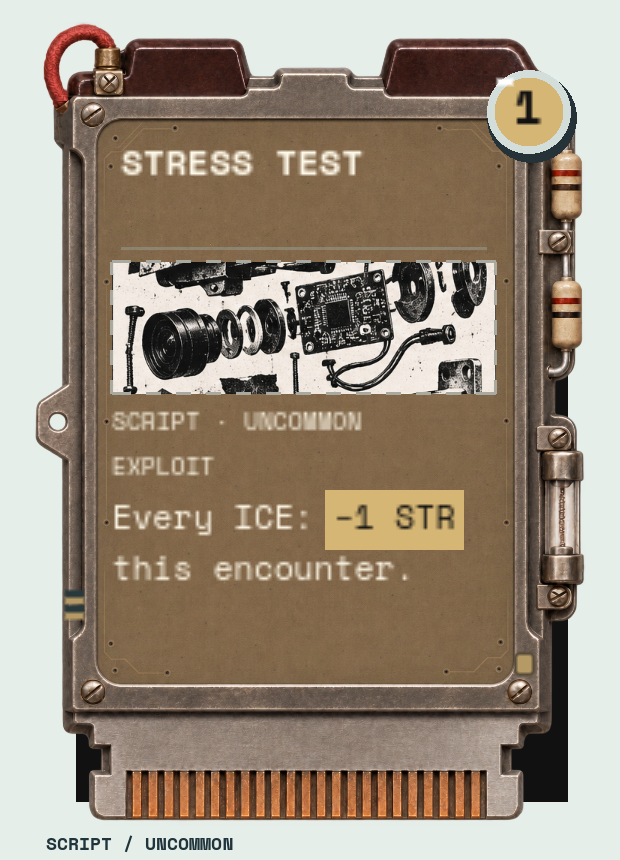 1
STRESS TEST
SCRIPT · UNCOMMON
EXPLOIT
Every ICE: -1 STR
this encounter.
SCRIPT / UNCOMMON